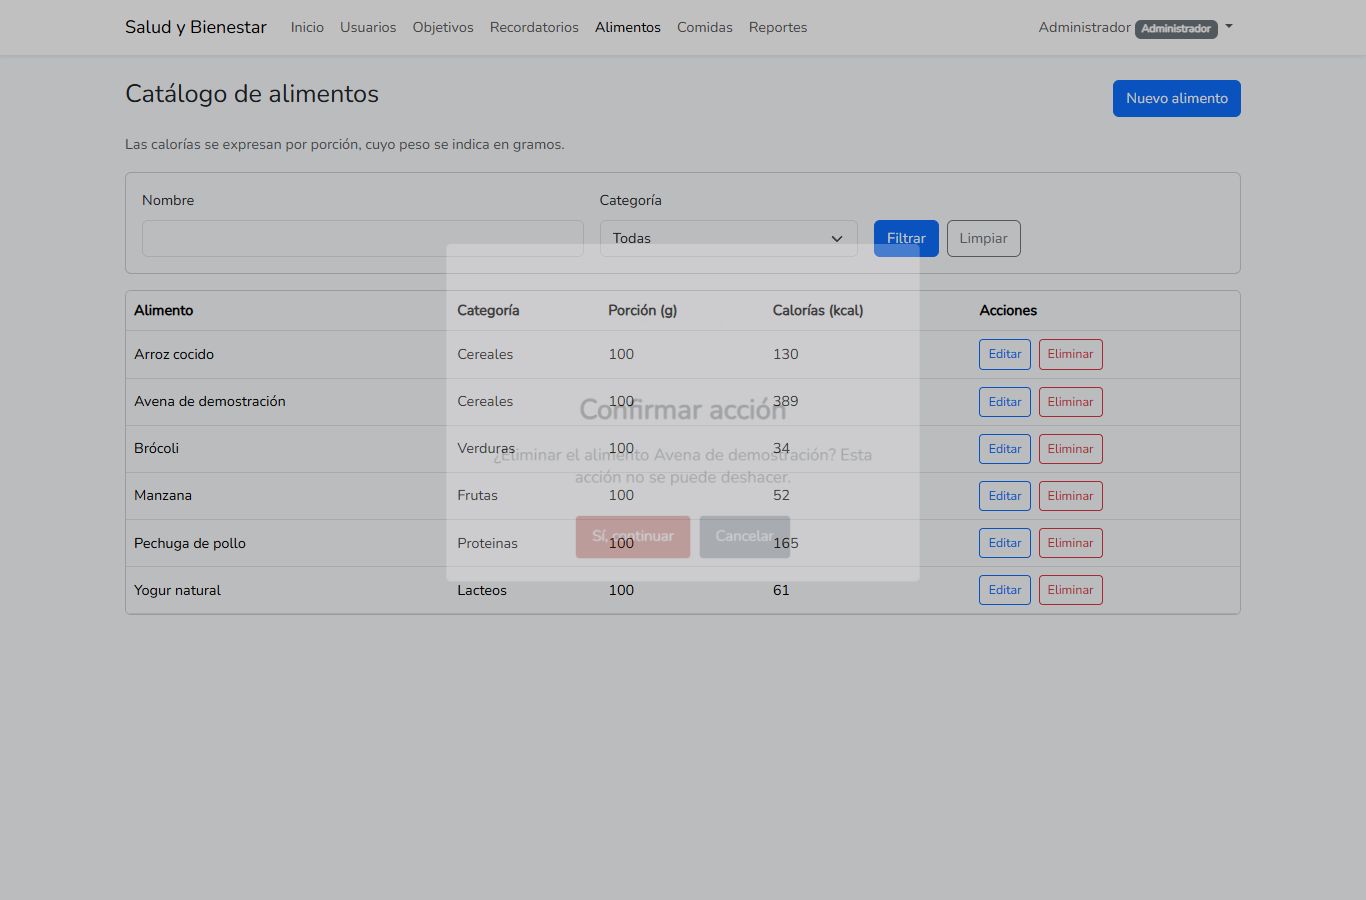 Salud y Bienestar Inicio Usuarios Objetivos Recordatorios Alimentos Comidas Reportes Administrador Administrador
Catálogo de alimentos Nuevo alimento
Las calorías se expresan por porción, cuyo peso se indica en gramos.
Nombre Categoría
Todas Filtrar Limpiar
Alimento Categoría Porción (g) Calorías (kcal) Acciones
Arroz cocido Cereales 100 130 Editar Eliminar
Avena de demostración Cereales 100 389 Editar Eliminar
Confirmar acción
Brócoli Verduras 100 34 Editar Eliminar
¿Eliminar el alimento Avena de demostración? Esta
acción no se puede deshacer.
Manzana Frutas 100 52 Editar Eliminar
Sí, continuar Cancelar
Pechuga de pollo Proteinas 100 165 Editar Eliminar
Yogur natural Lacteos 100 61 Editar Eliminar